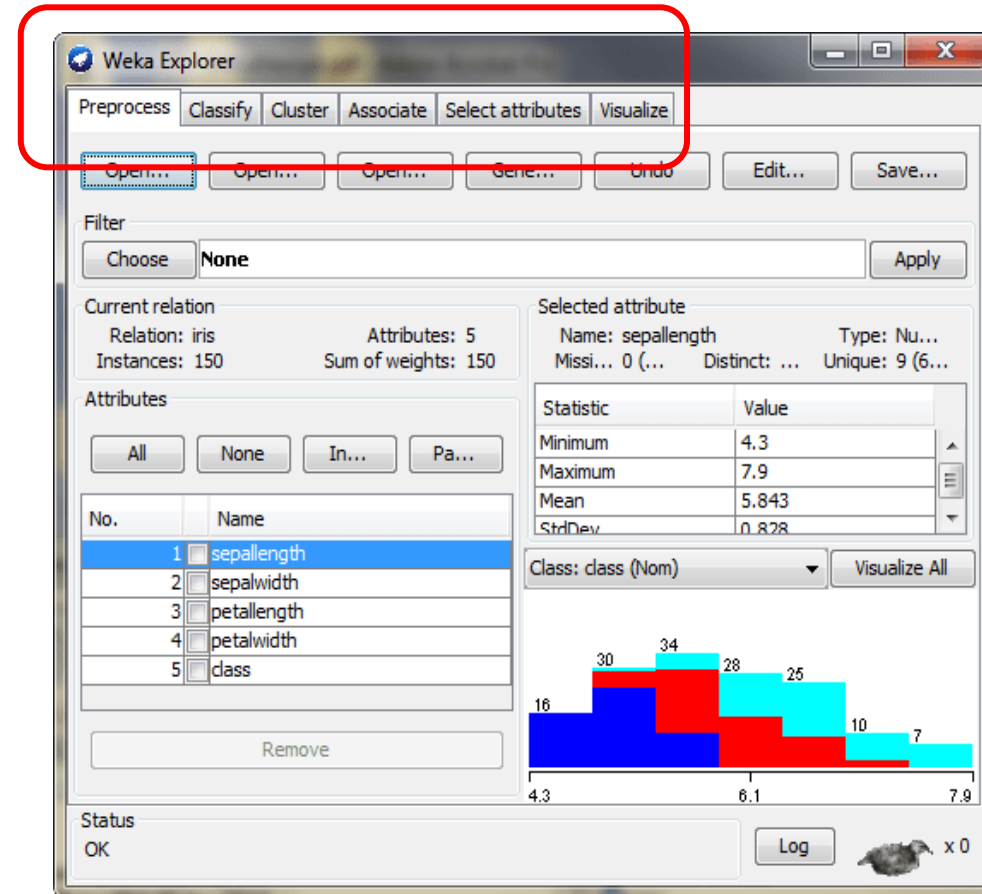 Weka Explorer
Preprocess Classify Cluster Associate Select attributes Visualize
Open... Open... Open... Gene... Undo Edit... Save...
Filter
Choose None Apply
Current relation
Relation: iris Attributes: 5
Instances: 150 Sum of weights: 150
Selected attribute
Name: sepallength Type: Nu...
Missi... 0 (... Distinct: ... Unique: 9 (6...
Attributes
All None In... Pa...
No. Name
1 sepallength
2 sepalwidth
3 petallength
4 petalwidth
5 class
Remove
Statistic Value
Minimum 4.3
Maximum 7.9
Mean 5.843
StdDev 0.828
Class: class (Nom) Visualize All
16 30 34 28 25 10 7
4.3 6.1 7.9
Status
OK
Log x 0